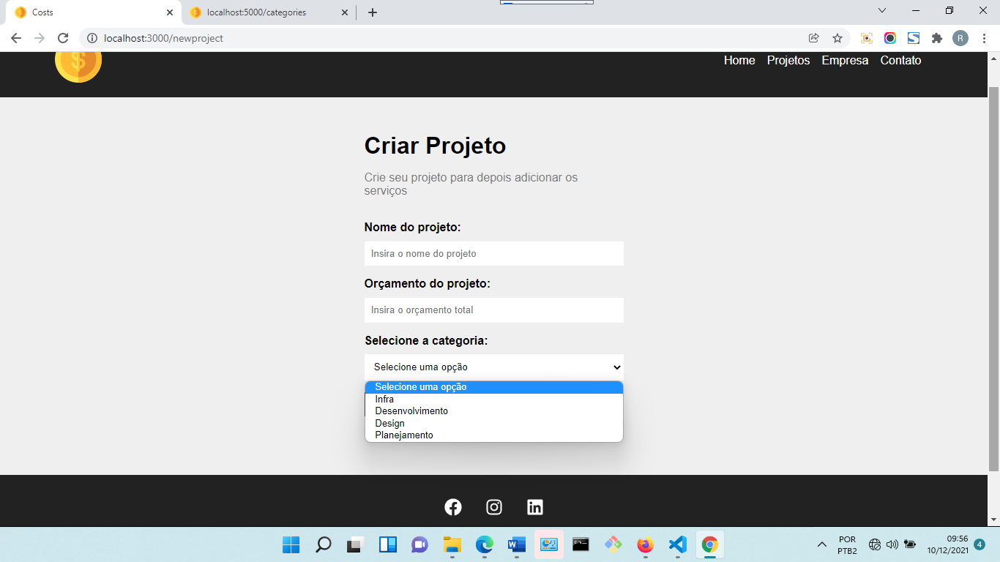 Costs
localhost:5000/categories
localhost:3000/newproject
R
$
Home Projetos Empresa Contato
Criar Projeto
Crie seu projeto para depois adicionar os
serviços
Nome do projeto:
Insira o nome do projeto
Orçamento do projeto:
Insira o orçamento total
Selecione a categoria:
Selecione uma opção
Selecione uma opção
Infra
Desenvolvimento
Design
Planejamento
POR
PTB2
09:56
10/12/2021
4